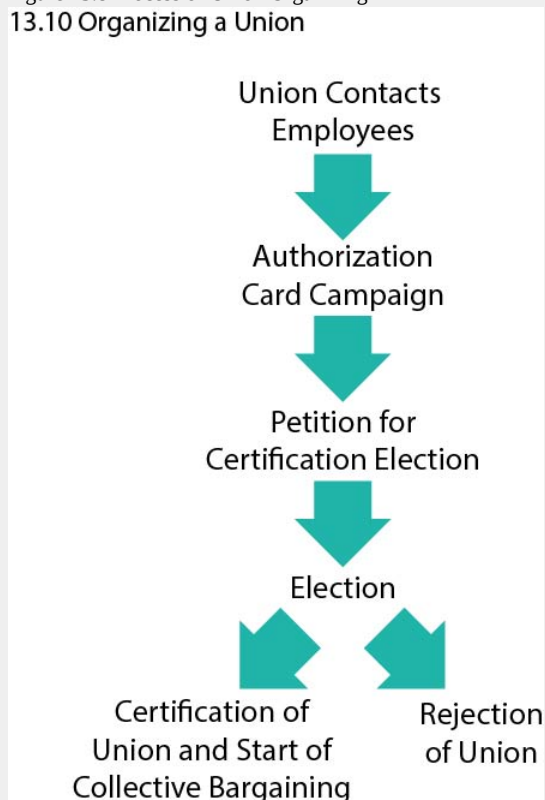 13.10 Organizing a Union
Union Contacts
Employees
Authorization
Card Campaign
Petition for
Certification Election
Election
Certification of
Union and Start of
Collective Bargaining
Rejection
of Union